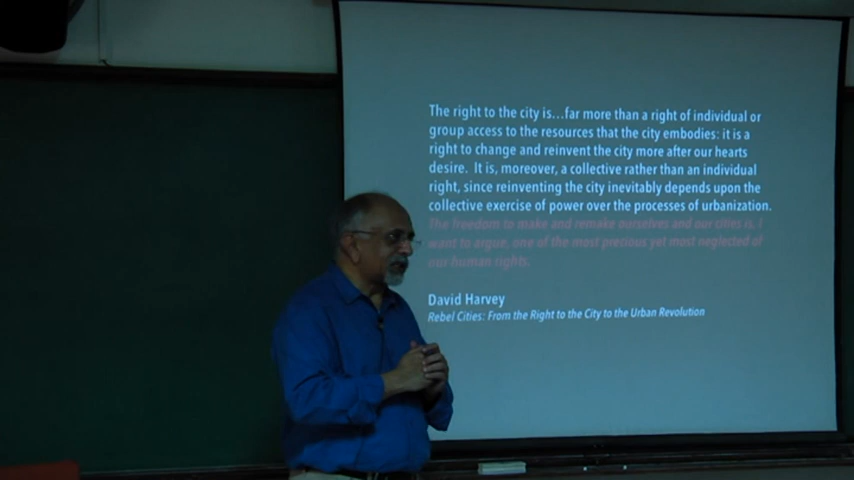 The right to the city is...far more than a right of individual or
group access to the resources that the city embodies: it is a
right to change and reinvent the city more after our hearts
desire. It is, moreover, a collective rather than an individual
right, since reinventing the city inevitably depends upon the
collective exercise of power over the processes of urbanization.
The freedom to make and remake ourselves and our cities is, I
want to argue, one of the most precious yet most neglected of
our human rights.
David Harvey
Rebel Cities: From the Right to the City to the Urban Revolution